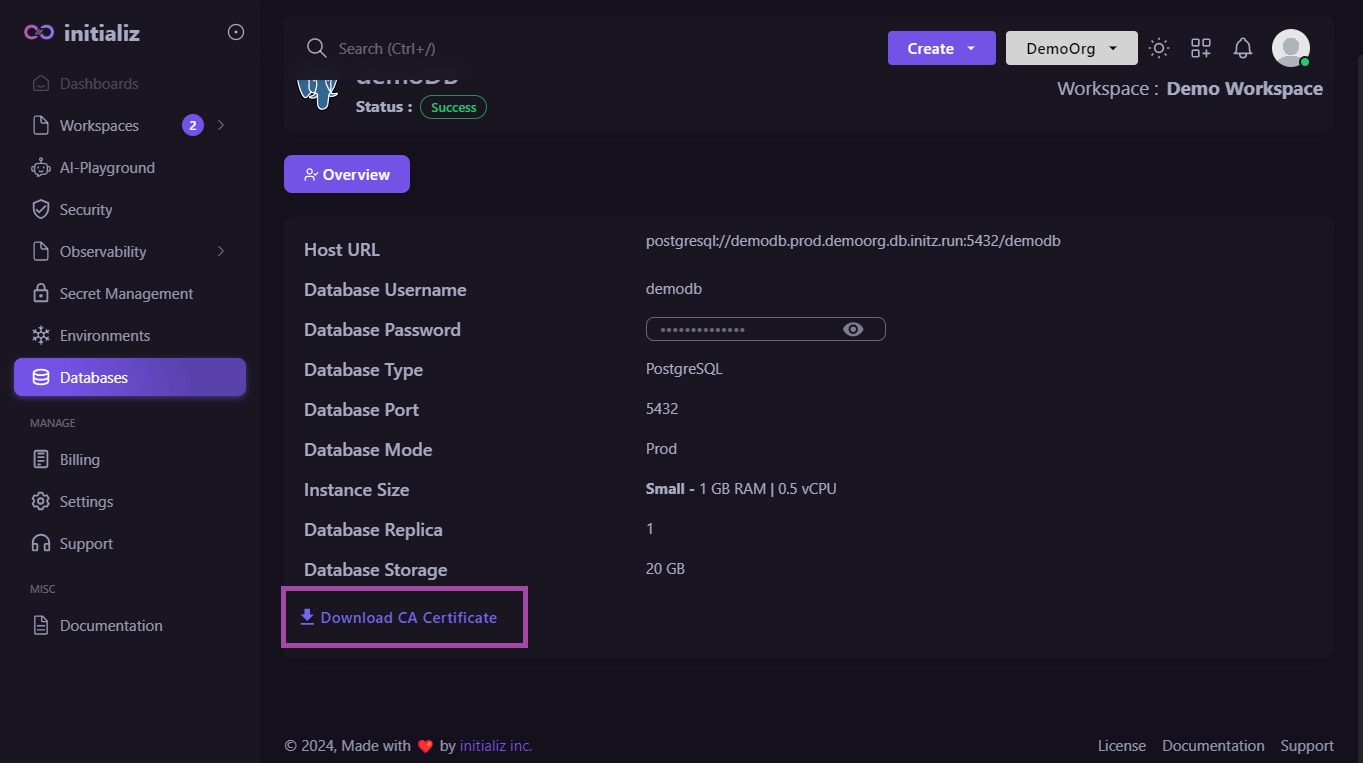 initializ
Dashboards
Workspaces 2
AI-Playground
Security
Observability
Secret Management
Environments
Databases
MANAGE
Billing
Settings
Support
MISC
Documentation
Search (Ctrl+/)
Create
DemoOrg
demoDB
Status : Success
Workspace : Demo Workspace
Overview
Host URL postgresql://demodb.prod.demoorg.db.initz.run:5432/demodb
Database Username demodb
Database Password ••••••••••••••
Database Type PostgreSQL
Database Port 5432
Database Mode Prod
Instance Size Small - 1 GB RAM | 0.5 vCPU
Database Replica 1
Database Storage 20 GB
Download CA Certificate
© 2024, Made with ❤️ by initializ inc.
License Documentation Support